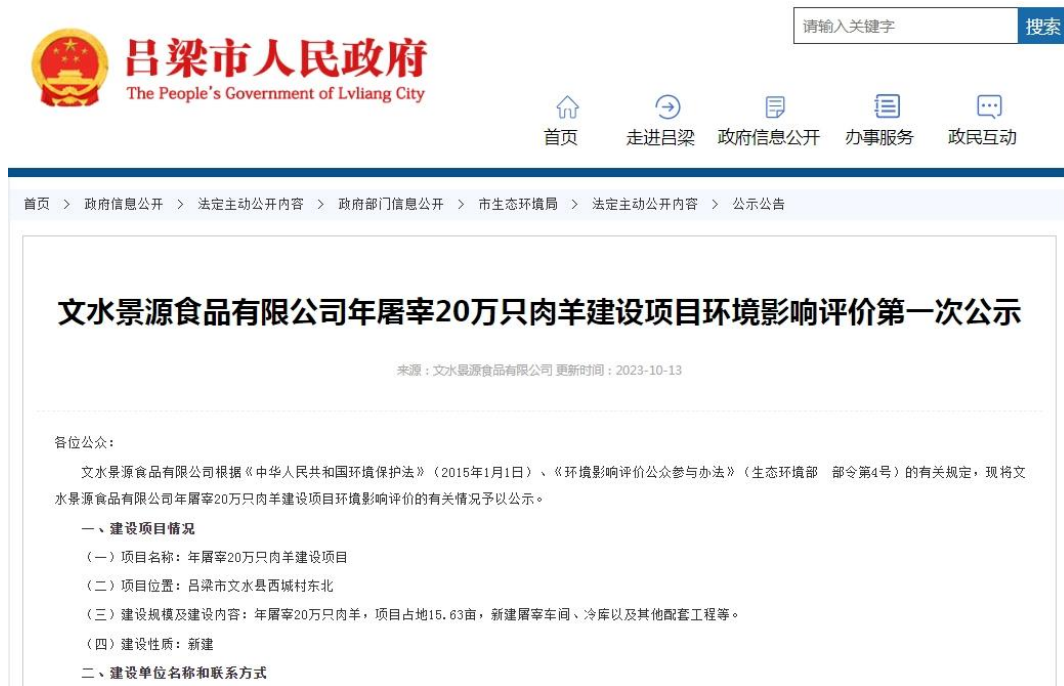 请输入关键字
搜索
吕梁市人民政府
The People's Government of Lvliang City
首页
走进吕梁
政府信息公开
办事服务
政民互动
首页 > 政府信息公开 > 法定主动公开内容 > 政府部门信息公开 > 市生态环境局 > 法定主动公开内容 > 公示公告
文水景源食品有限公司年屠宰20万只肉羊建设项目环境影响评价第一次公示
来源：文水景源食品有限公司 更新时间：2023-10-13
各位公众：
文水景源食品有限公司根据《中华人民共和国环境保护法》（2015年1月1日）、《环境影响评价公众参与办法》（生态环境部 部令第4号）的有关规定，现将文
水景源食品有限公司年屠宰20万只肉羊建设项目环境影响评价的有关情况予以公示。
一、建设项目情况
（一）项目名称：年屠宰20万只肉羊建设项目
（二）项目位置：吕梁市文水县西城村东北
（三）建设规模及建设内容：年屠宰20万只肉羊，项目占地15.63亩，新建屠宰车间、冷库以及其他配套工程等。
（四）建设性质：新建
二、建设单位名称和联系方式